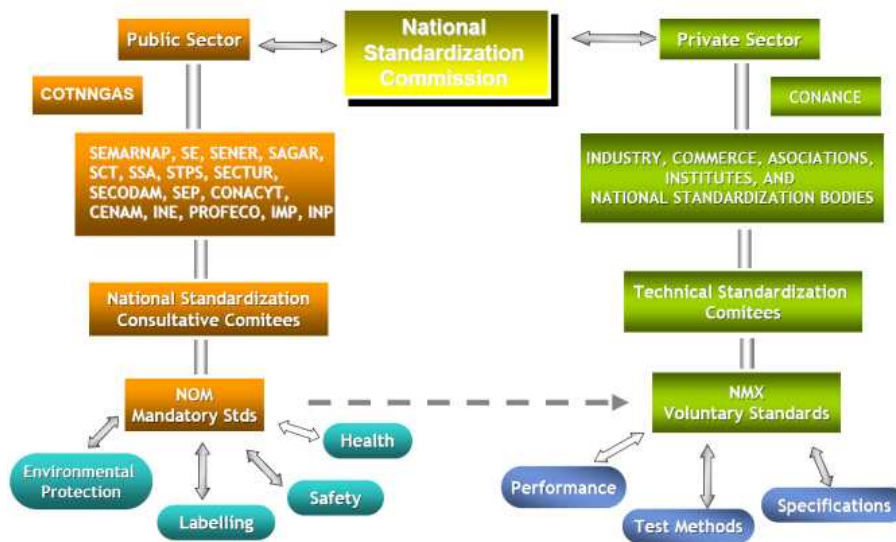 Public Sector
National
Standardization
Commission
Private Sector
COTNNGAS
CONANCE
SEMARNAP, SE, SENER, SAGAR,
SCT, SSA, STPS, SECTUR,
SECODAM, SEP, CONACYT,
CENAM, INE, PROFECO, IMP, INP
INDUSTRY, COMMERCE, ASOCIATIONS,
INSTITUTES, AND
NATIONAL STANDARDIZATION BODIES
National Standardization
Consultative Comitees
Technical Standardization
Comitees
NOM
Mandatory Stds
NMX
Voluntary Standards
Health
Environmental
Protection
Safety
Labelling
Performance
Test Methods
Specifications